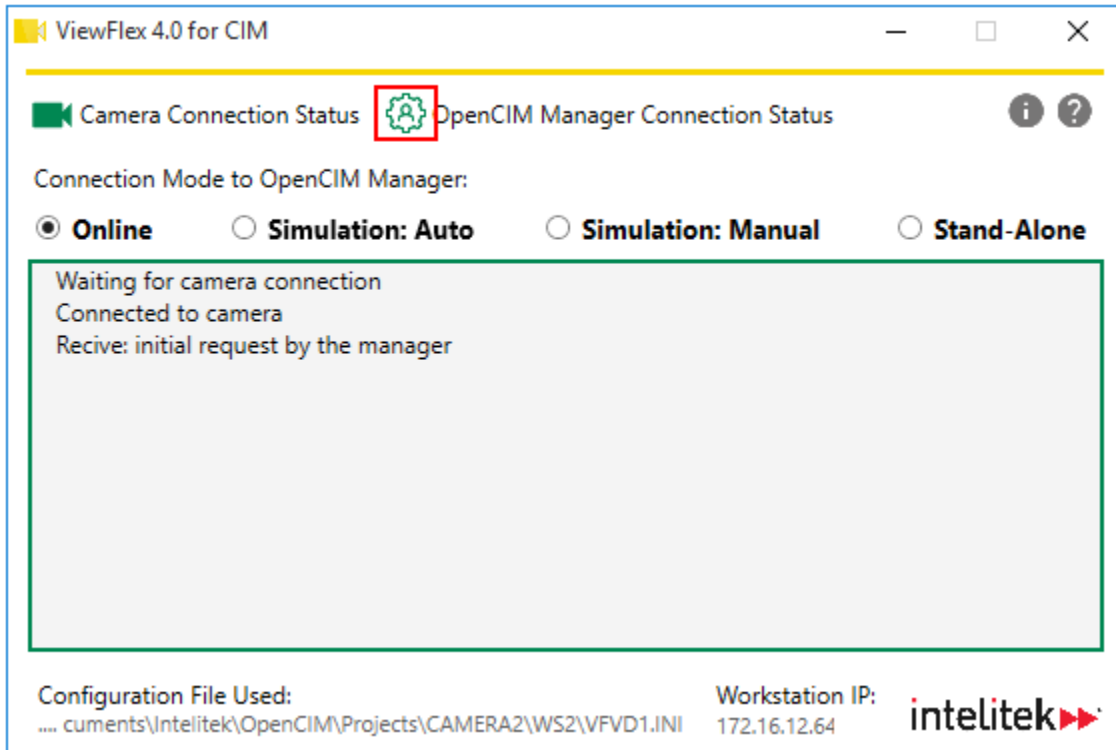 ViewFlex 4.0 for CIM
Camera Connection Status OpenCIM Manager Connection Status
Connection Mode to OpenCIM Manager:
Online Simulation: Auto Simulation: Manual Stand-Alone
Waiting for camera connection
Connected to camera
Recive: initial request by the manager
Configuration File Used: Workstation IP:
.... cuments\Intelitek\OpenCIM\Projects\CAMERA2\WS2\VFVD1.INI 172.16.12.64
intelitek